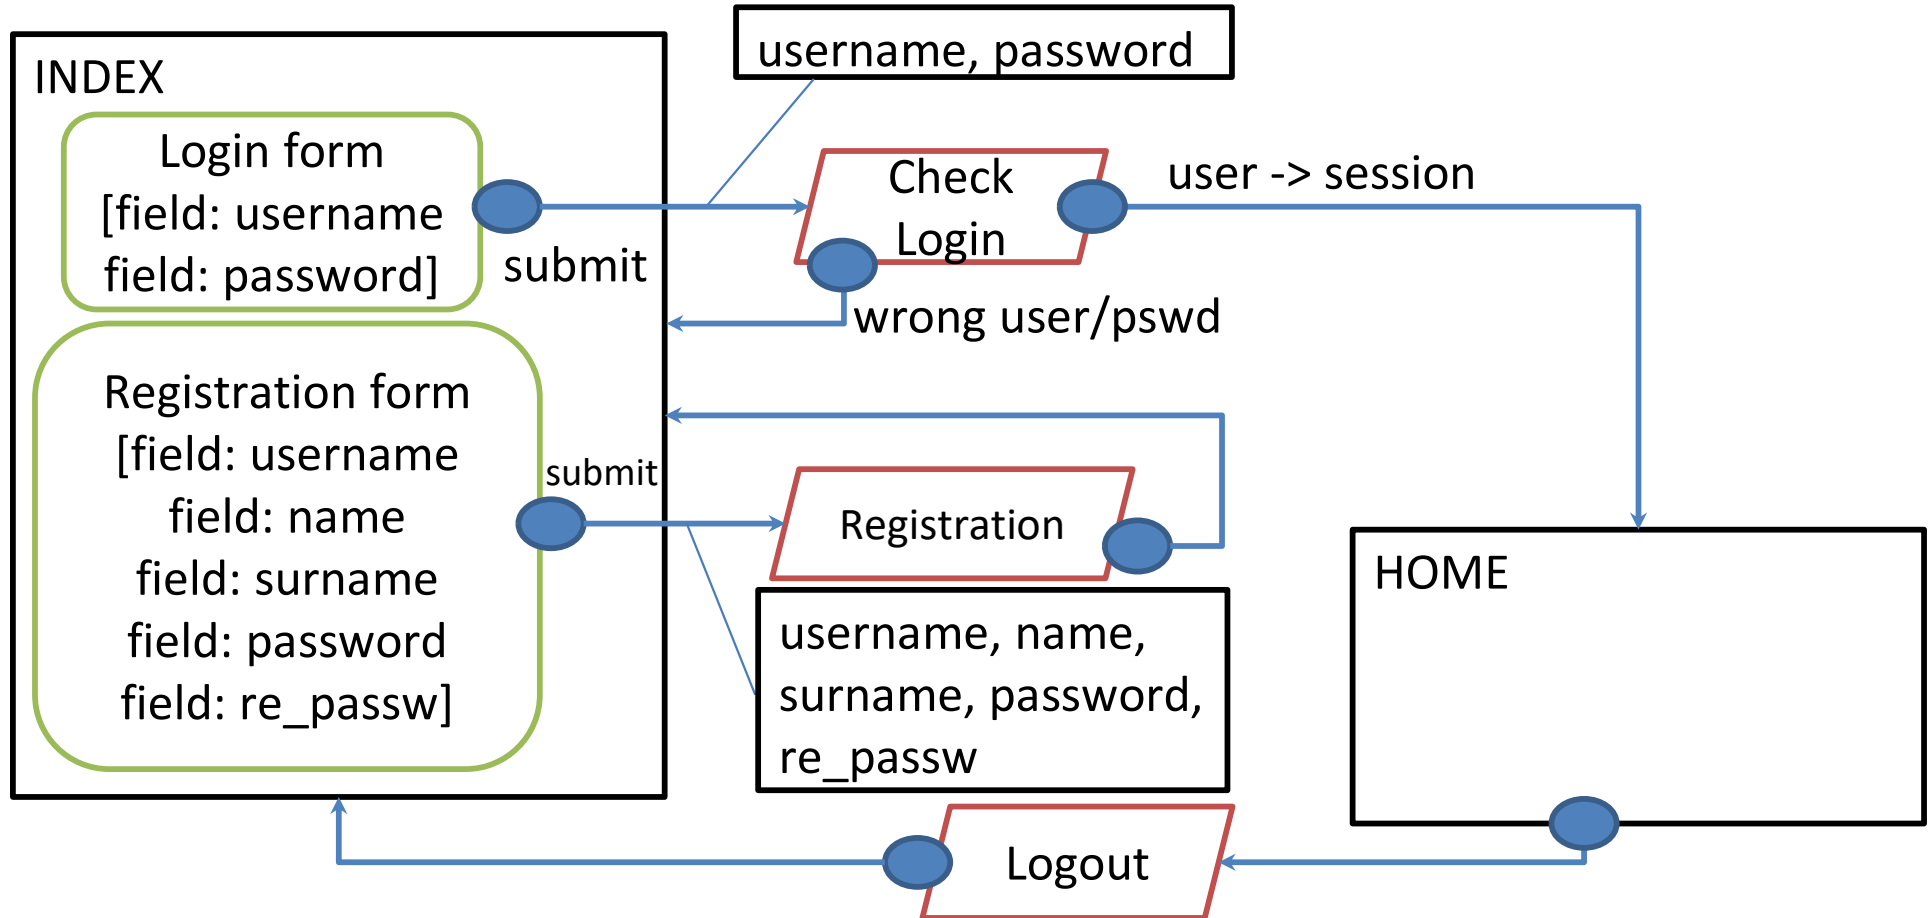 INDEX
Login form
[field: username
field: password]
submit
username, password
Check
Login
user -> session
wrong user/pswd
Registration form
[field: username
field: name
field: surname
field: password
field: re_passw]
submit
Registration
username, name,
surname, password,
re_passw
HOME
Logout